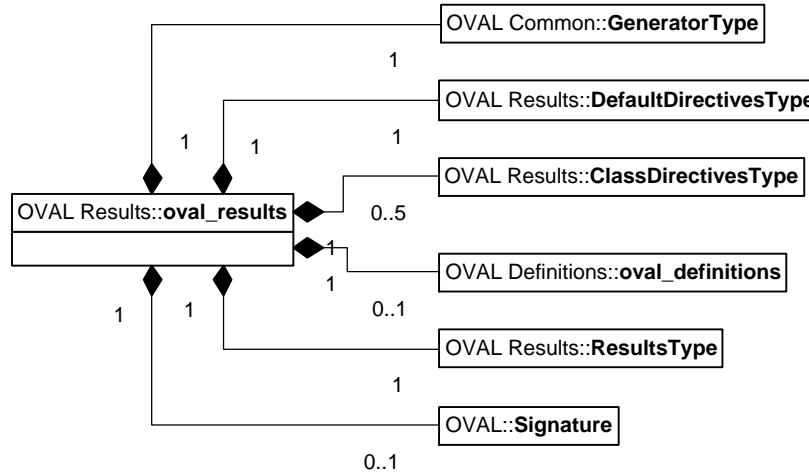 OVAL Common::GeneratorType
1
OVAL Results::DefaultDirectivesType
1
1
1
OVAL Results::ClassDirectivesType
OVAL Results::oval_results
0..5
1
OVAL Definitions::oval_definitions
1
1
1
0..1
OVAL Results::ResultsType
1
OVAL::Signature
0..1